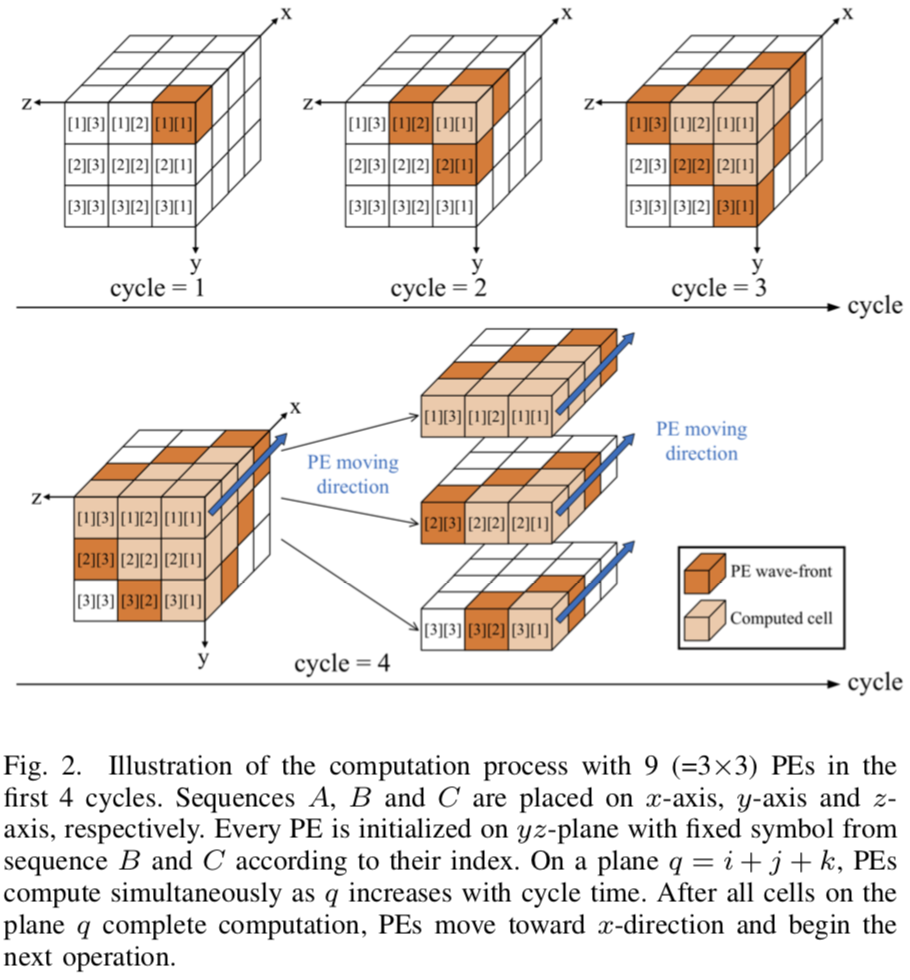 x
x
x
z
z
z
[1][3] [1][2] [1][1]
[2][3] [2][2] [2][1]
[3][3] [3][2] [3][1]
[1][3] [1][2] [1][1]
[2][3] [2][2] [2][1]
[3][3] [3][2] [3][1]
[1][3] [1][2] [1][1]
[2][3] [2][2] [2][1]
[3][3] [3][2] [3][1]
y
y
y
cycle = 1
cycle = 2
cycle = 3
cycle
x
z
[1][3] [1][2] [1][1]
[2][3] [2][2] [2][1]
[3][3] [3][2] [3][1]
y
PE moving
direction
[1][3] [1][2] [1][1]
[2][3] [2][2] [2][1]
[3][3] [3][2] [3][1]
PE moving
direction
PE wave-front
Computed cell
cycle = 4
cycle
Fig. 2. Illustration of the computation process with 9 (=3×3) PEs in the
first 4 cycles. Sequences A, B and C are placed on x-axis, y-axis and z-
axis, respectively. Every PE is initialized on yz-plane with fixed symbol from
sequence B and C according to their index. On a plane q = i + j + k, PEs
compute simultaneously as q increases with cycle time. After all cells on the
plane q complete computation, PEs move toward x-direction and begin the
next operation.